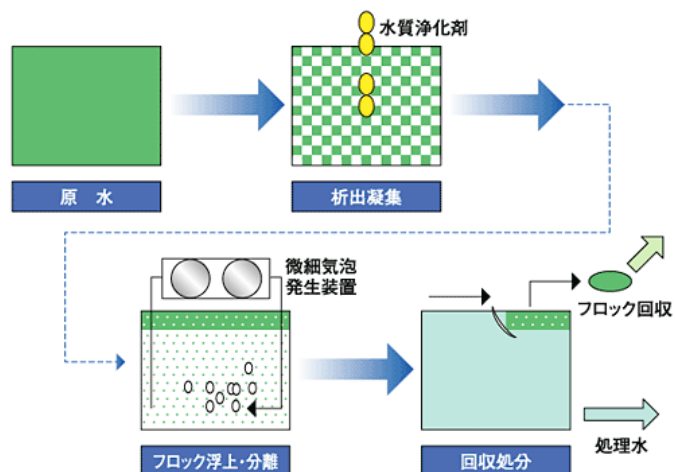 水質浄化剤
原 水
析出凝集
微細気泡
発生装置
フロック回収
フロック浮上・分離
回収処分
処理水